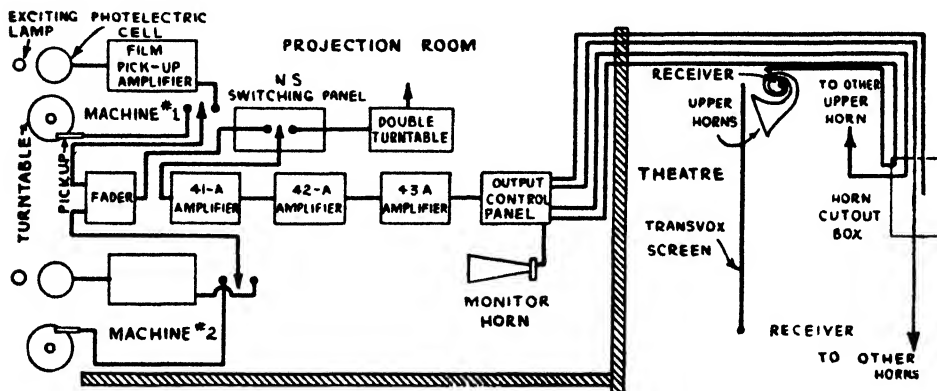 EXCITING
LAMP
PHOTELECTRIC
CELL
FILM
PICK-UP
AMPLIFIER
PROJECTION ROOM
MACHINE #1
TURNTABLE
PICKUP
N S
SWITCHING PANEL
DOUBLE
TURNTABLE
FADER
41-A
AMPLIFIER
42-A
AMPLIFIER
43A
AMPLIFIER
OUTPUT
CONTROL
PANEL
MONITOR
HORN
MACHINE #2
RECEIVER
UPPER
HORNS
TO OTHER
UPPER
HORN
THEATRE
HORN
CUTOUT
BOX
TRANSVOX
SCREEN
RECEIVER
TO OTHER
HORNS